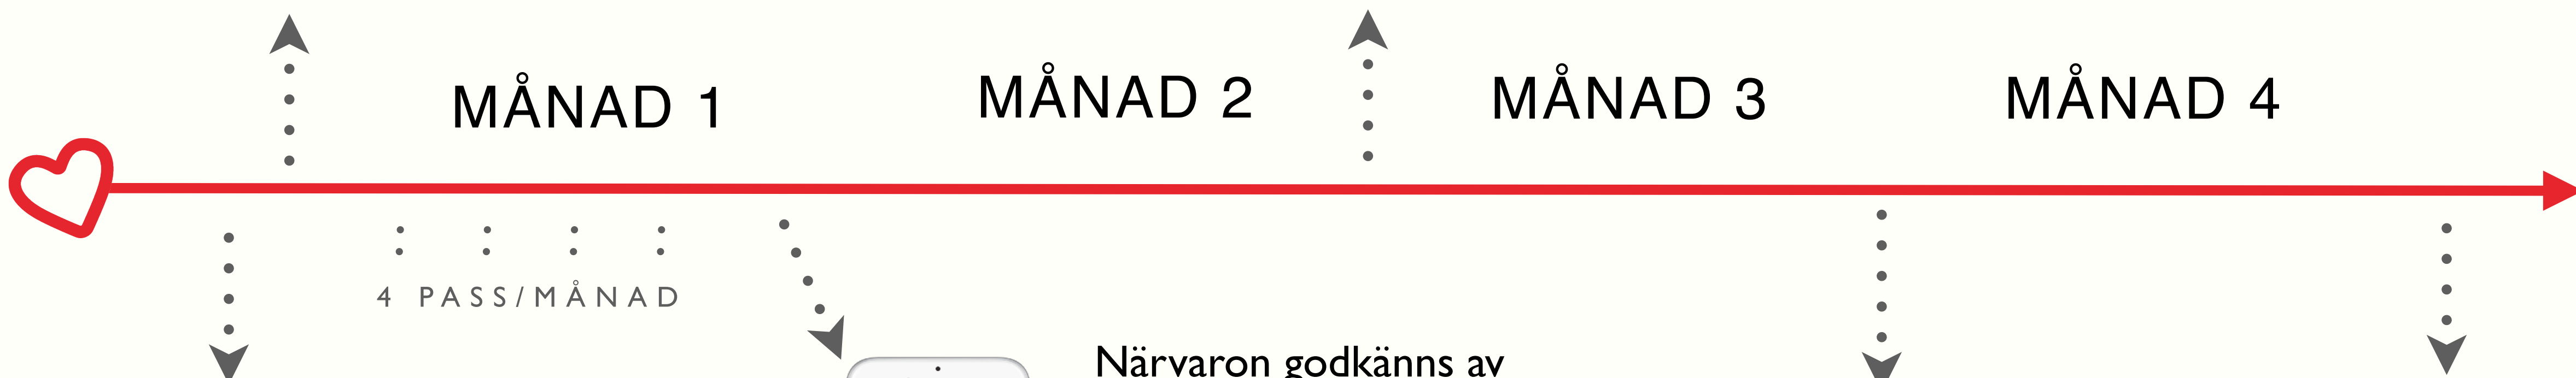 MÅNAD 1
MÅNAD 2
MÅNAD 3
MÅNAD 4
4 PASS/MÅNAD
Närvaron godkänns av